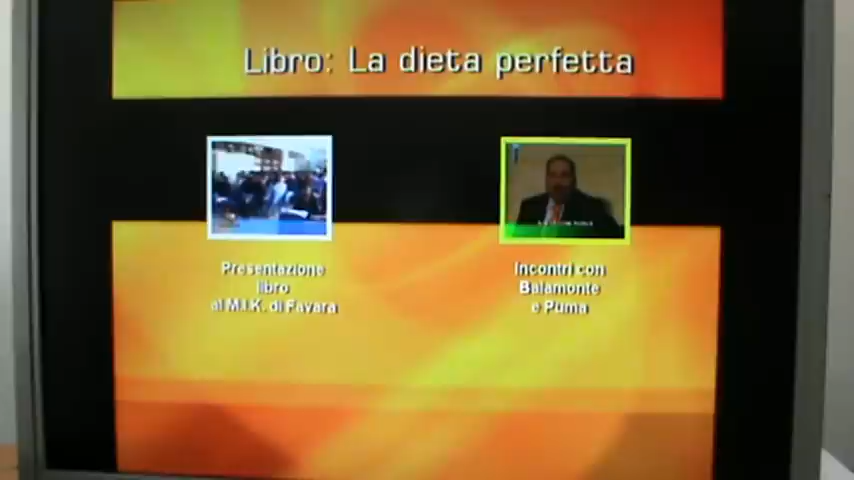 Libro: La dieta perfetta
Presentazione
libro
al M.I.K. di Favara
Incontri con
Balamonte
e Puma